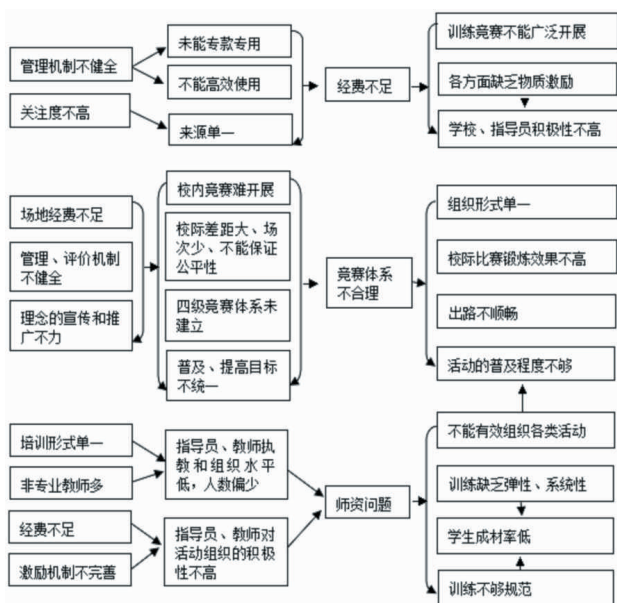 管理机制不健全
关注度不高
未能专款专用
不能高效使用
来源单一
经费不足
训练竞赛不能广泛开展
各方面缺乏物质激励
学校、指导员积极性不高
场地经费不足
管理、评价机制
不健全
理念的宣传和推
广不力
校内竞赛难开展
校际差距大、场
次少、不能保证
公平性
四级竞赛体系未
建立
普及、提高目标
不统一
竞赛体系
不合理
组织形式单一
校际比赛锻炼效果不高
出路不顺畅
活动的普及程度不够
培训形式单一
非专业教师多
经费不足
激励机制不完善
指导员、教师执
教和组织水平
低，人数偏少
指导员、教师对
活动组织的积极
性不高
师资问题
不能有效组织各类活动
训练缺乏弹性、系统性
学生成材率低
训练不够规范